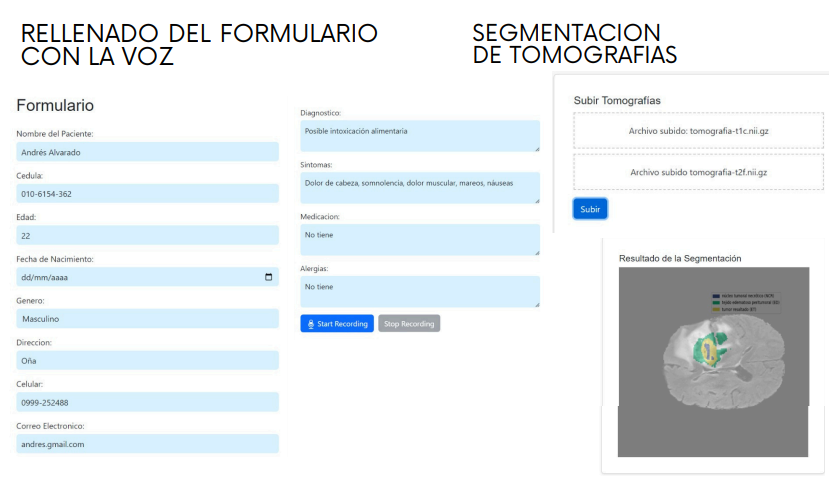 RELLENADO DEL FORMULARIO
CON LA VOZ
SEGMENTACION
DE TOMOGRAFIAS
Formulario
Nombre del Paciente:
Andrés Alvarado
Cedula:
010-6154-362
Edad:
22
Fecha de Nacimiento:
dd/mm/aaaa
Genero:
Masculino
Direccion:
Oña
Celular:
0999-252488
Correo Electronico:
andres.gmail.com
Diagnostico:
Posible intoxicación alimentaria
Sintomas:
Dolor de cabeza, somnolencia, dolor muscular, mareos, náuseas
Medicacion:
No tiene
Alergias:
No tiene
Start Recording
Stop Recording
Subir Tomografías
Archivo subido: tomografia-t1c.nii.gz
Archivo subido tomografia-t2f.nii.gz
Subir
Resultado de la Segmentación